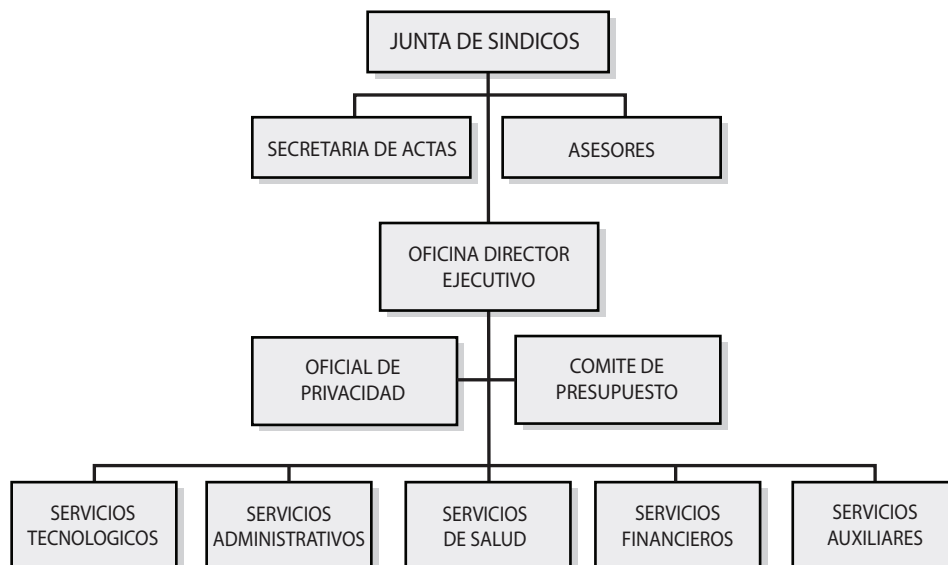 JUNTA DE SINDICOS
SECRETARIA DE ACTAS
ASESORES
OFICINA DIRECTOR
EJECUTIVO
OFICIAL DE
PRIVACIDAD
COMITE DE
PRESUPUESTO
SERVICIOS
TECNOLOGICOS
SERVICIOS
ADMINISTRATIVOS
SERVICIOS
DE SALUD
SERVICIOS
FINANCIEROS
SERVICIOS
AUXILIARES